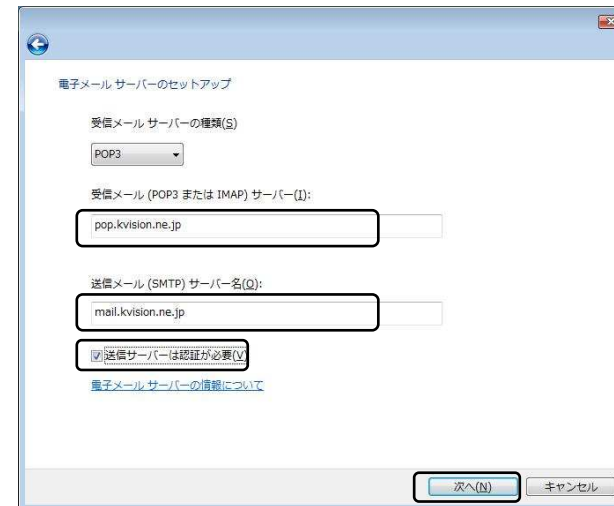 電子メール サーバーのセットアップ
受信メール サーバーの種類(S)
POP3
受信メール (POP3 または IMAP) サーバー(I):
pop.kvision.ne.jp
送信メール (SMTP) サーバー名(O):
mail.kvision.ne.jp
送信サーバーは認証が必要(V)
電子メール サーバーの情報について
次へ(N) キャンセル